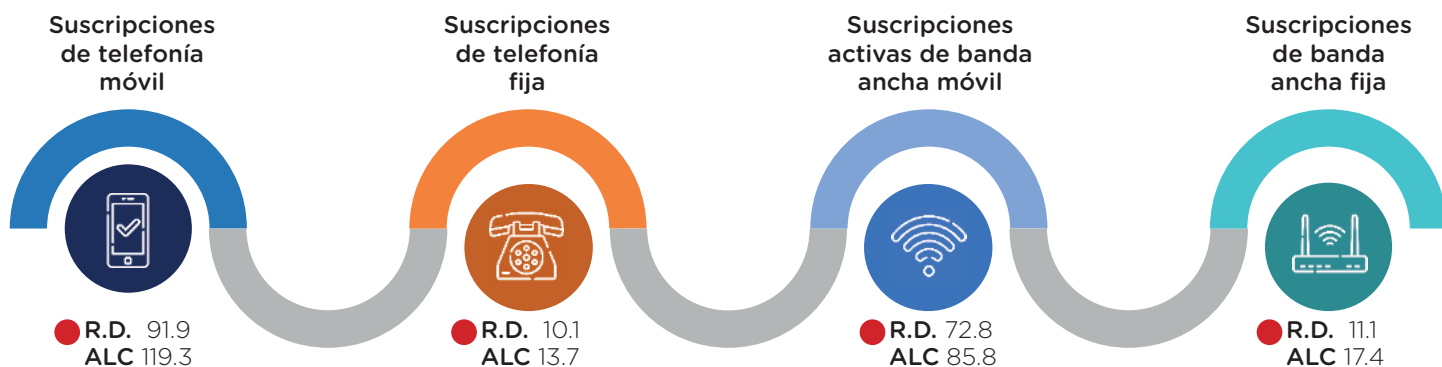 Suscripciones
de telefonía
móvil
R.D. 91.9
ALC 119.3
Suscripciones
de telefonía
fija
R.D. 10.1
ALC 13.7
Suscripciones
activas de banda
ancha móvil
R.D. 72.8
ALC 85.8
Suscripciones
de banda
ancha fija
R.D. 11.1
ALC 17.4